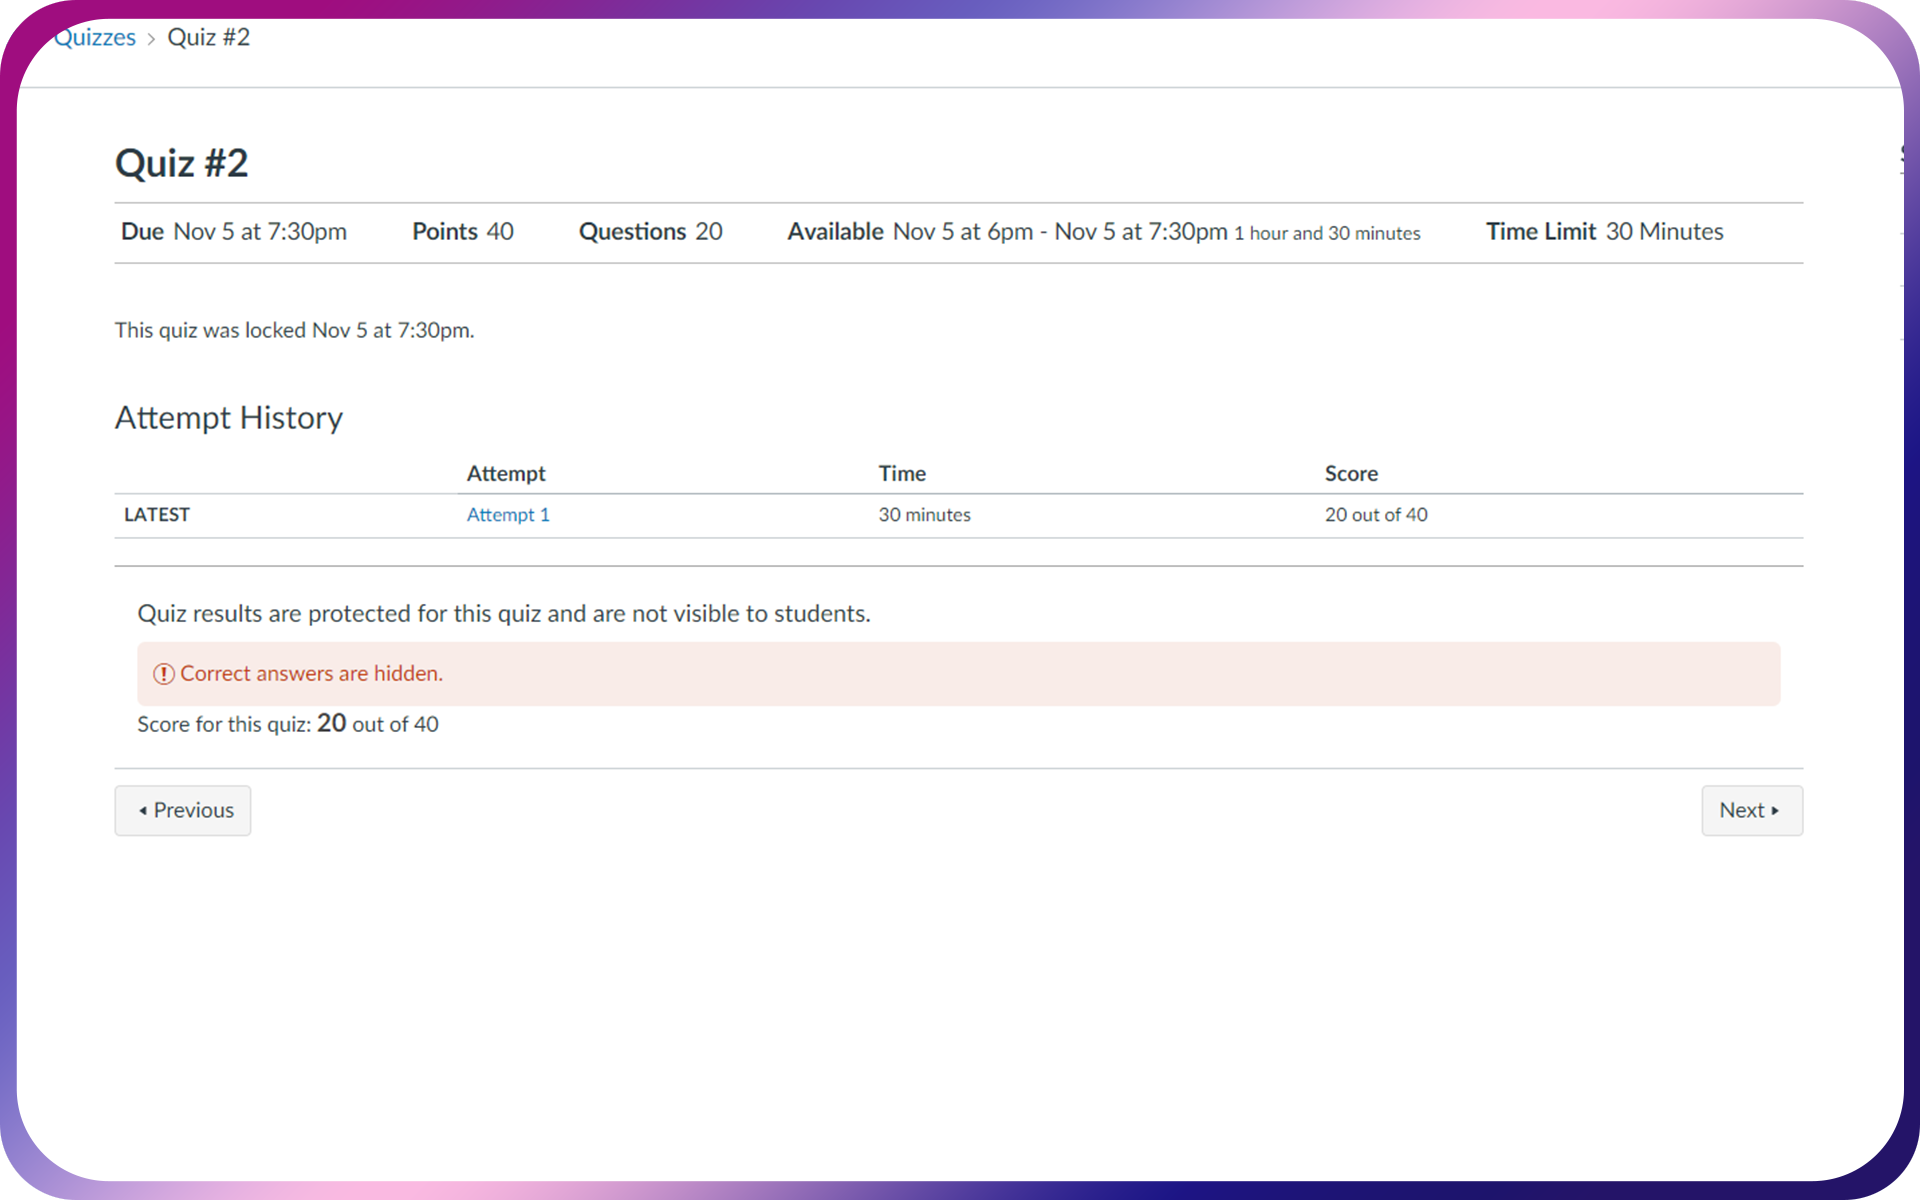 Quizzes > Quiz #2
Quiz #2
Due Nov 5 at 7:30pm Points 40 Questions 20 Available Nov 5 at 6pm - Nov 5 at 7:30pm 1 hour and 30 minutes Time Limit 30 Minutes
This quiz was locked Nov 5 at 7:30pm.
Attempt History
Attempt Time Score
LATEST Attempt 1 30 minutes 20 out of 40
Quiz results are protected for this quiz and are not visible to students.
Correct answers are hidden.
Score for this quiz: 20 out of 40
Previous Next